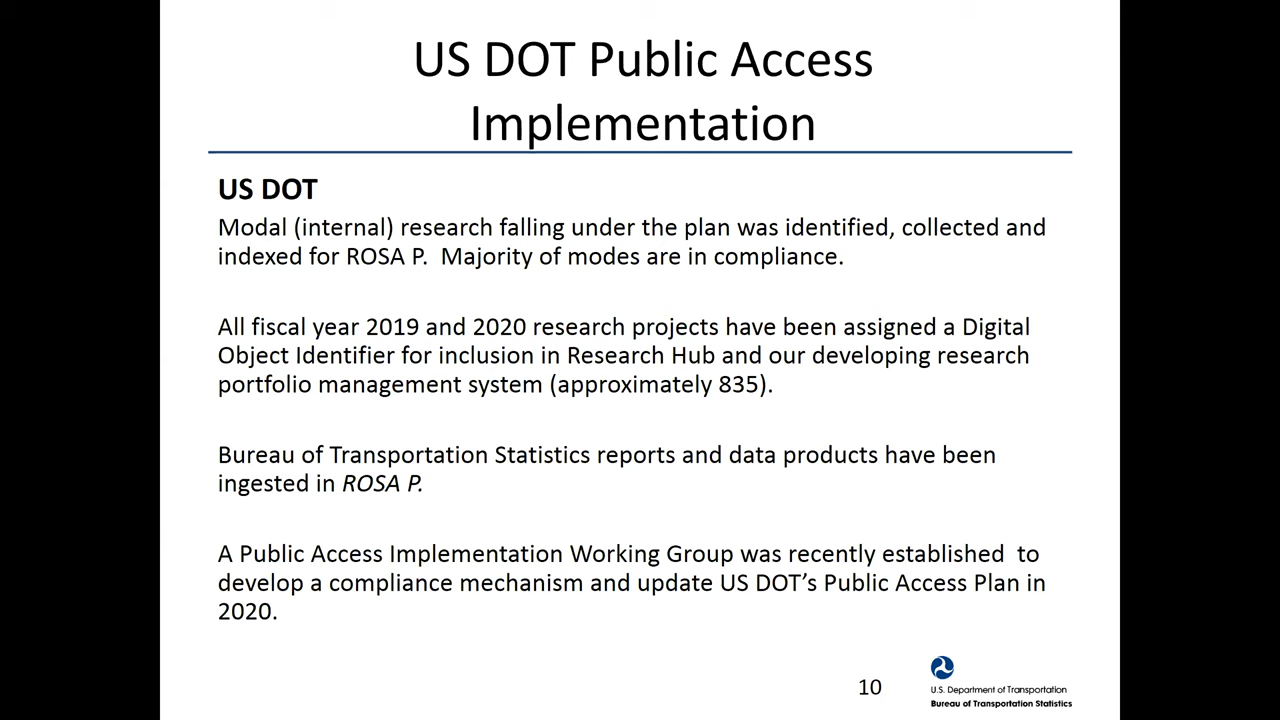 US DOT Public Access
Implementation
US DOT
Modal (internal) research falling under the plan was identified, collected and
indexed for ROSA P.  Majority of modes are in compliance.
All fiscal year 2019 and 2020 research projects have been assigned a Digital
Object Identifier for inclusion in Research Hub and our developing research
portfolio management system (approximately 835).
Bureau of Transportation Statistics reports and data products have been
ingested in ROSA P.
A Public Access Implementation Working Group was recently established  to
develop a compliance mechanism and update US DOT’s Public Access Plan in
2020.
10
U.S. Department of Transportation
Bureau of Transportation Statistics